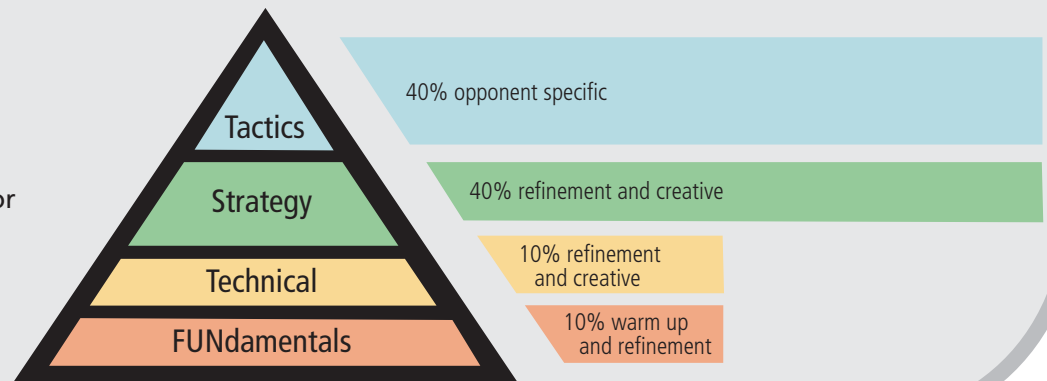 Tactics
40% opponent specific
or
Strategy
40% refinement and creative
Technical
10% refinement
and creative
FUNdamentals
10% warm up
and refinement